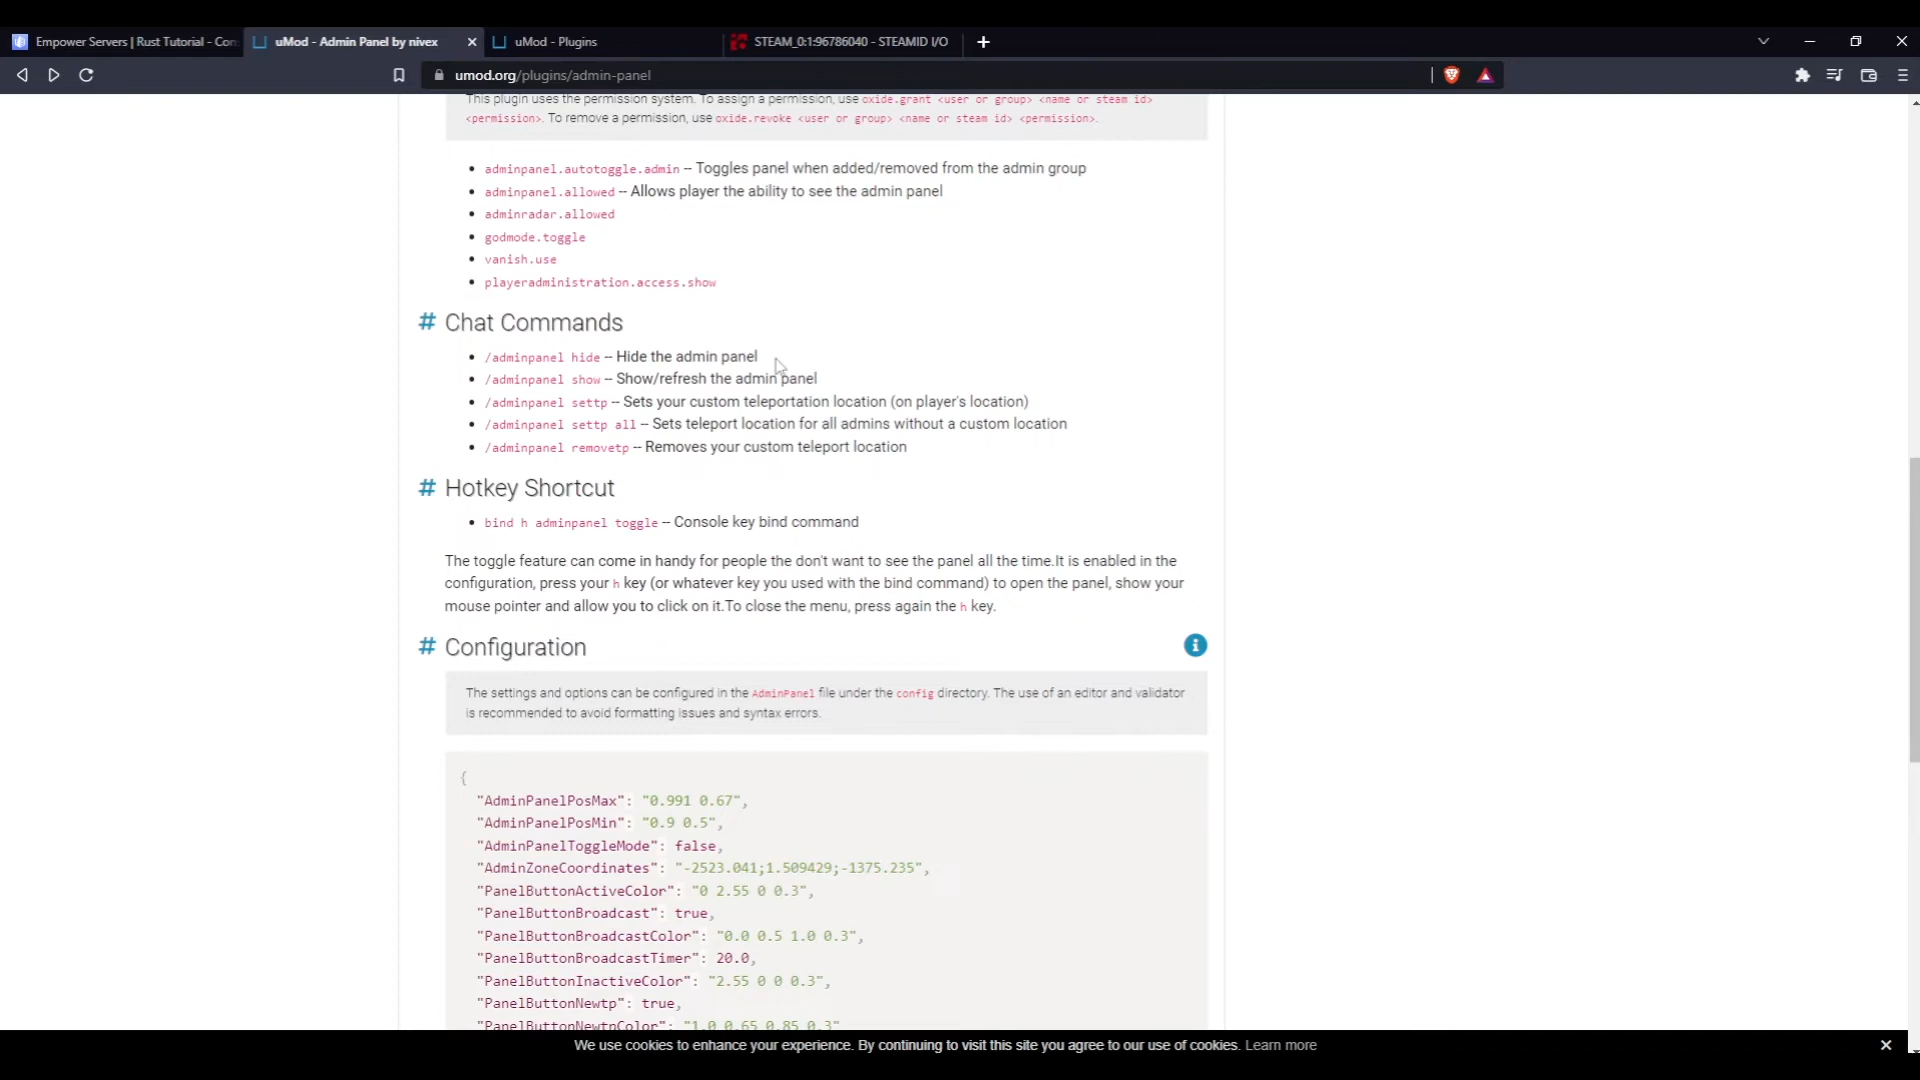 Empower Servers | Rust Tutorial - Con
uMod - Admin Panel by nivex
uMod - Plugins
STEAM_0:1:96786040 - STEAMID I/O
umod.org/plugins/admin-panel
This plugin uses the permission system. To assign a permission, use oxide.grant <user or group> <name or steam id>
<permission>. To remove a permission, use oxide.revoke <user or group> <name or steam id> <permission>.
adminpanel.autotoggle.admin -- Toggles panel when added/removed from the admin group
adminpanel.allowed -- Allows player the ability to see the admin panel
adminradar.allowed
godmode.toggle
vanish.use
playeradministration.access.show
# Chat Commands
/adminpanel hide -- Hide the admin panel
/adminpanel show -- Show/refresh the admin panel
/adminpanel settp -- Sets your custom teleportation location (on player's location)
/adminpanel settp all -- Sets teleport location for all admins without a custom location
/adminpanel removetp -- Removes your custom teleport location
# Hotkey Shortcut
bind h adminpanel toggle -- Console key bind command
The toggle feature can come in handy for people the don't want to see the panel all the time.It is enabled in the
configuration, press your h key (or whatever key you used with the bind command) to open the panel, show your
mouse pointer and allow you to click on it.To close the menu, press again the h key.
# Configuration
The settings and options can be configured in the AdminPanel file under the config directory. The use of an editor and validator
is recommended to avoid formatting issues and syntax errors.
{
"AdminPanelPosMax": "0.991 0.67",
"AdminPanelPosMin": "0.9 0.5",
"AdminPanelToggleMode": false,
"AdminZoneCoordinates": "-2523.041;1.509429;-1375.235",
"PanelButtonActiveColor": "0 2.55 0 0.3",
"PanelButtonBroadcast": true,
"PanelButtonBroadcastColor": "0.0 0.5 1.0 0.3",
"PanelButtonBroadcastTimer": 20.0,
"PanelButtonInactiveColor": "2.55 0 0 0.3",
"PanelButtonNewtp": true,
"PanelButtonNewtpColor": "1.0 0.65 0.85 0.3"
We use cookies to enhance your experience. By continuing to visit this site you agree to our use of cookies. Learn more